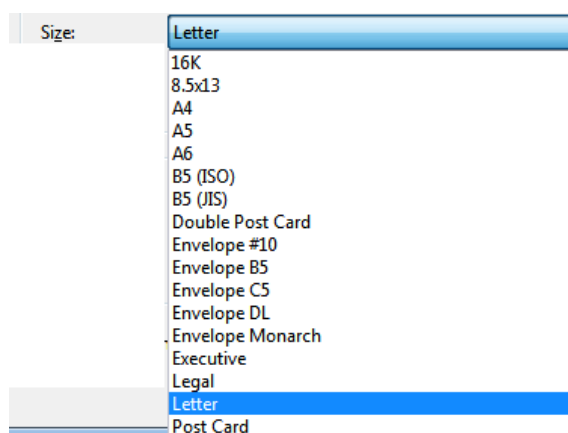 Size: Letter
16K
8.5x13
A4
A5
A6
B5 (ISO)
B5 (JIS)
Double Post Card
Envelope #10
Envelope B5
Envelope C5
Envelope DL
Envelope Monarch
Executive
Legal
Letter
Post Card